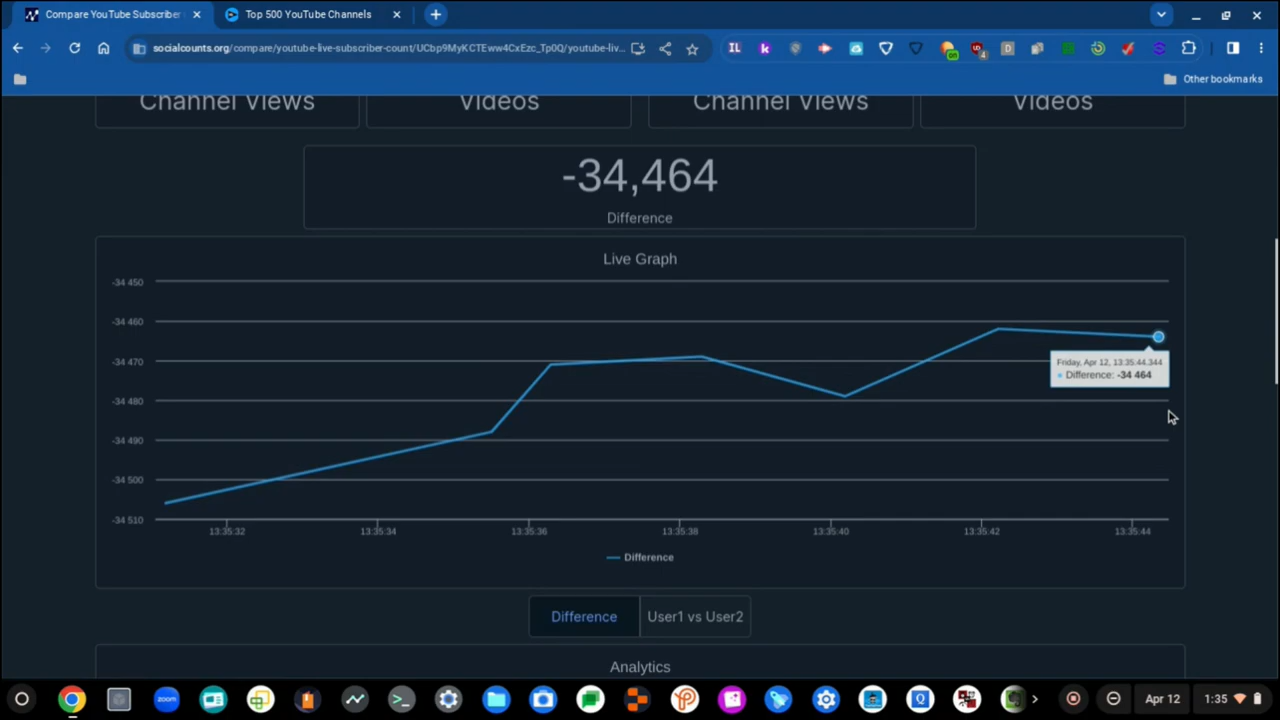 Compare YouTube Subscriber
Top 500 YouTube Channels
socialcounts.org/compare/youtube-live-subscriber-count/UCbp9MyKCTEww4CxEzc_Tp0Q/youtube-liv...
Other bookmarks
Channel Views
Videos
Channel Views
Videos
-34,464
Difference
Live Graph
-34 450
-34 460
-34 470
-34 480
-34 490
-34 500
-34 510
Friday, Apr 12, 13:35:44.344
Difference: -34 464
13:35:32
13:35:34
13:35:36
13:35:38
13:35:40
13:35:42
13:35:44
Difference
Difference
User1 vs User2
Analytics
zoom
Apr 12
1:35